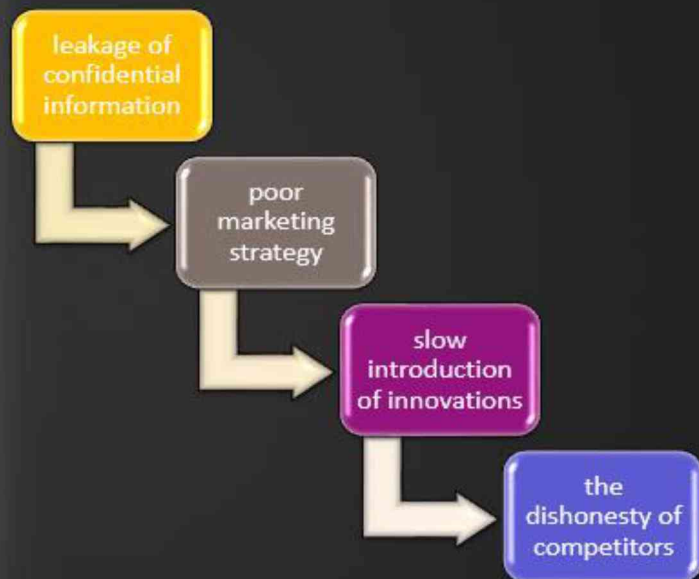 leakage of
confidential
information
poor
marketing
strategy
slow
introduction
of innovations
the
dishonesty of
competitors